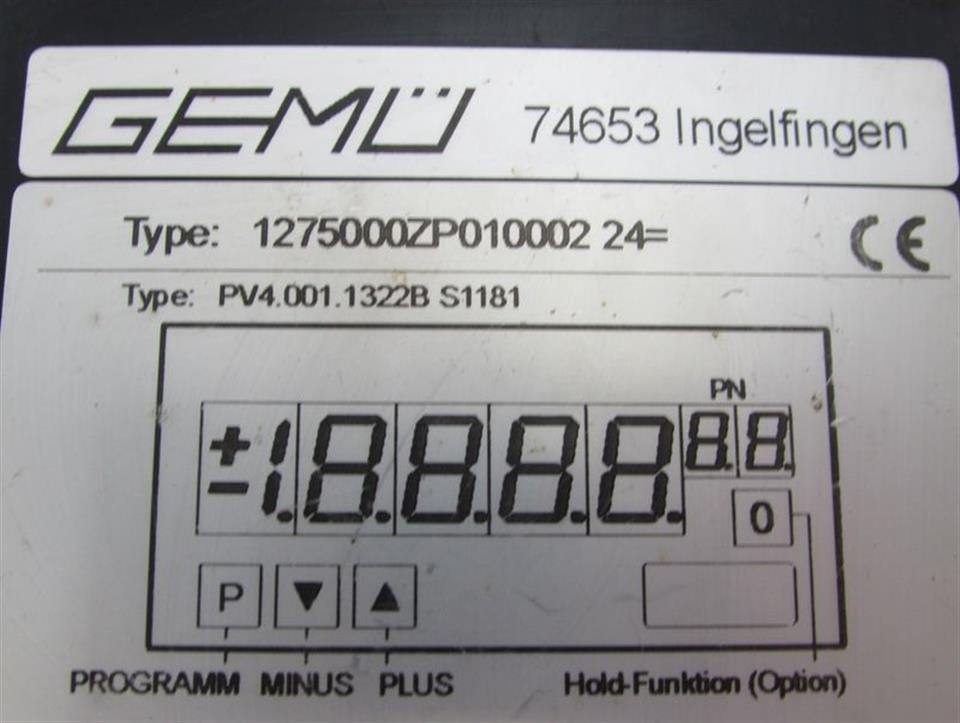 GEMÜ 74653 Ingelfingen
Type: 1275000ZP010002 24= CE
Type: PV4.001.1322B S1181
PN
±1.8.8.8.8. 8.8.
0
P ▼ ▲
PROGRAMM MINUS PLUS Hold-Funktion (Option)